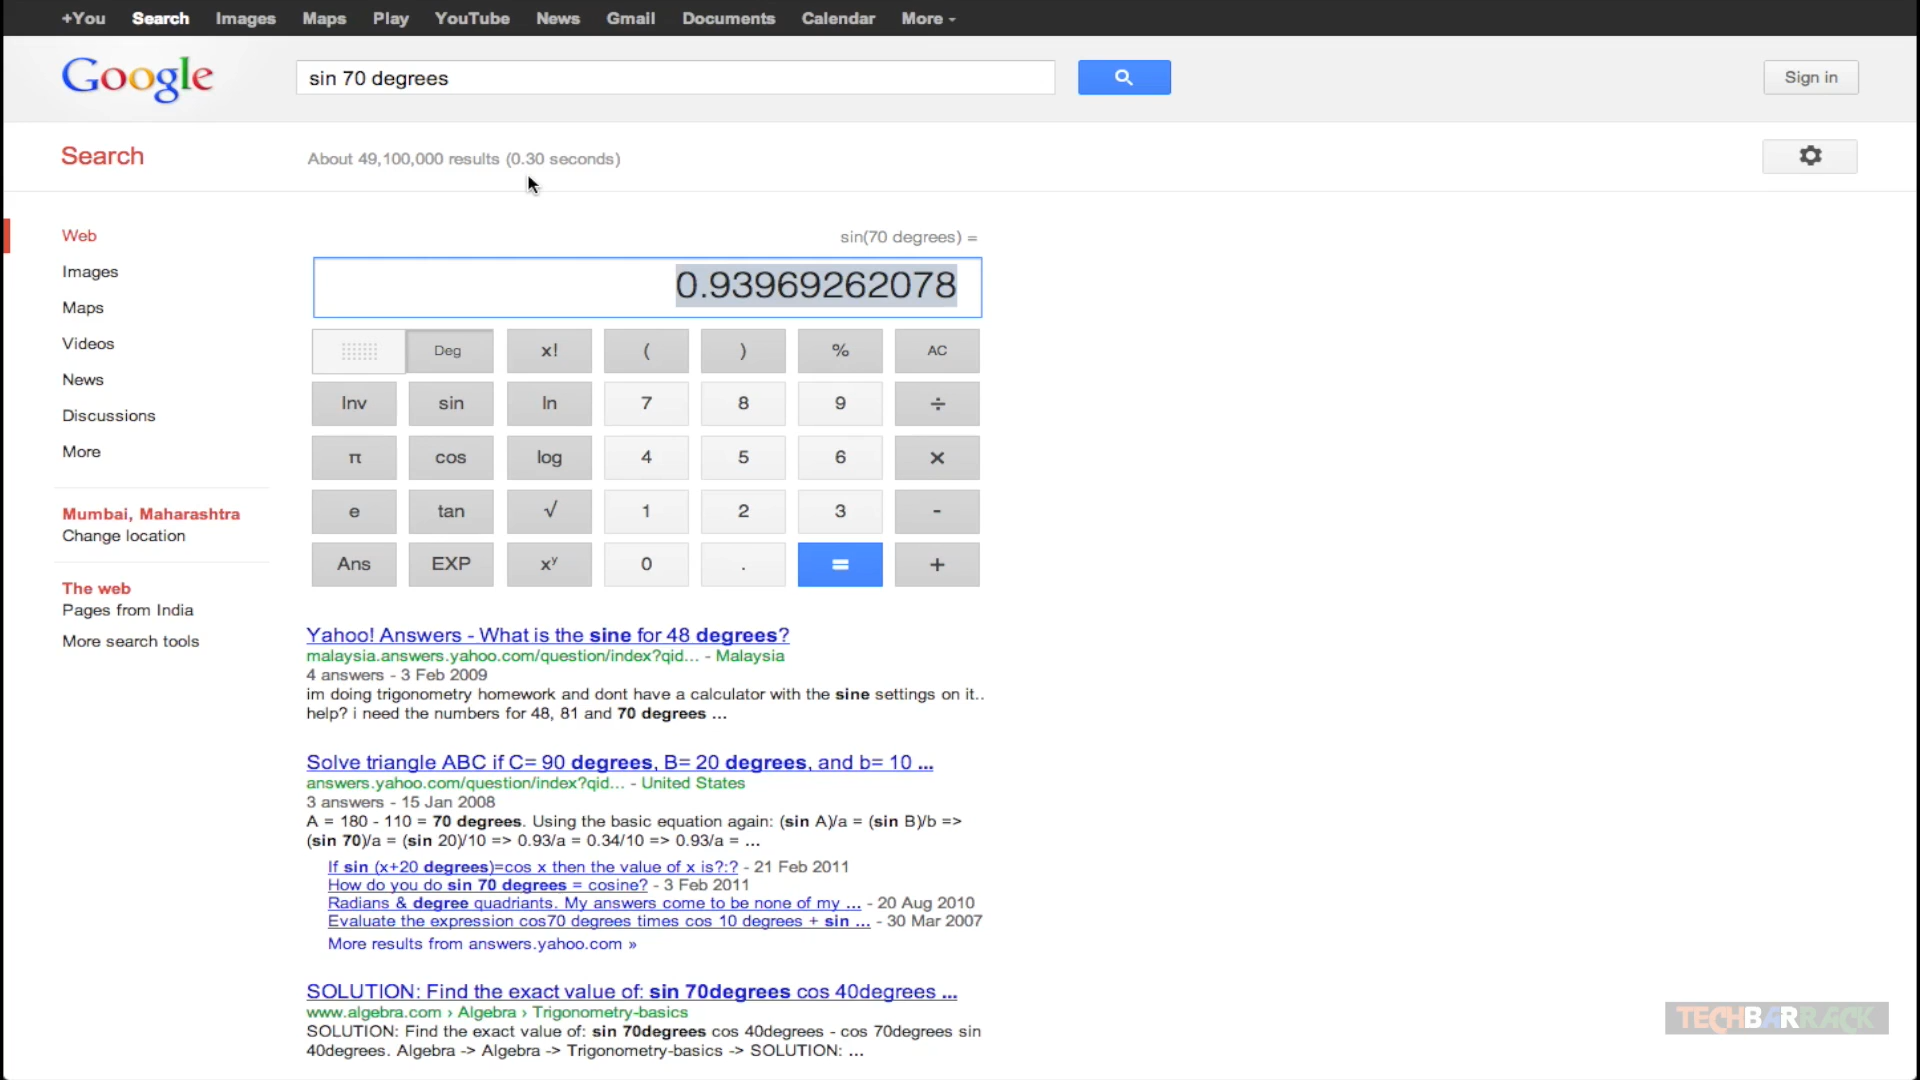 +You Search Images Maps Play YouTube News Gmail Documents Calendar More
Google
sin 70 degrees
Sign in
Search
About 49,100,000 results (0.30 seconds)
Web
Images
Maps
Videos
News
Discussions
More
Mumbai, Maharashtra
Change location
The web
Pages from India
More search tools
sin(70 degrees) =
0.93969262078
Deg x! ( ) % AC
Inv sin ln 7 8 9 ÷
π cos log 4 5 6 ×
e tan √ 1 2 3 -
Ans EXP xʸ 0 . = +
Yahoo! Answers - What is the sine for 48 degrees?
malaysia.answers.yahoo.com/question/index?qid... - Malaysia
4 answers - 3 Feb 2009
im doing trigonometry homework and dont have a calculator with the sine settings on it..
help? i need the numbers for 48, 81 and 70 degrees ...
Solve triangle ABC if C= 90 degrees, B= 20 degrees, and b= 10 ...
answers.yahoo.com/question/index?qid... - United States
3 answers - 15 Jan 2008
A = 180 - 110 = 70 degrees. Using the basic equation again: (sin A)/a = (sin B)/b =>
(sin 70)/a = (sin 20)/10 => 0.93/a = 0.34/10 => 0.93/a = ...
If sin (x+20 degrees)=cos x then the value of x is?:? - 21 Feb 2011
How do you do sin 70 degrees = cosine? - 3 Feb 2011
Radians & degree quadriants. My answers come to be none of my ... - 20 Aug 2010
Evaluate the expression cos70 degrees times cos 10 degrees + sin ... - 30 Mar 2007
More results from answers.yahoo.com »
SOLUTION: Find the exact value of: sin 70degrees cos 40degrees ...
www.algebra.com › Algebra › Trigonometry-basics
SOLUTION: Find the exact value of: sin 70degrees cos 40degrees - cos 70degrees sin
40degrees. Algebra -> Algebra -> Trigonometry-basics -> SOLUTION: ...
TECHBARRACK